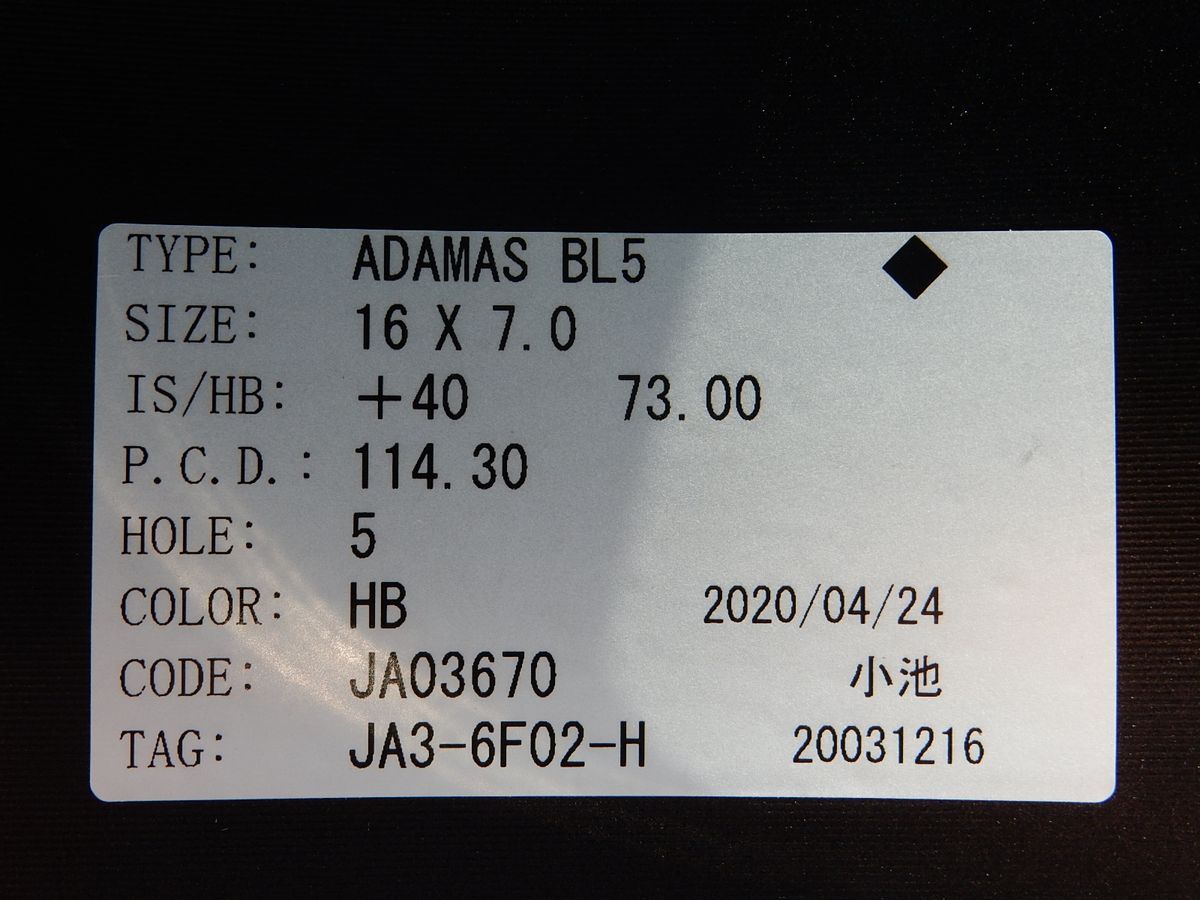 TYPE: ADAMAS BL5 ◆
SIZE: 16 X 7.0
IS/HB: +40 73.00
P.C.D.: 114.30
HOLE: 5
COLOR: HB 2020/04/24
CODE: JA03670 小池
TAG: JA3-6F02-H 20031216